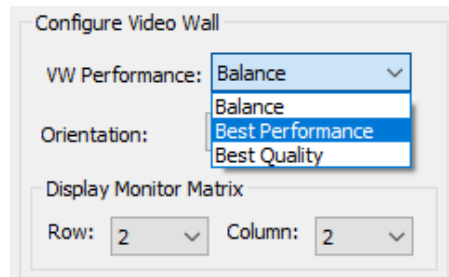 Configure Video Wall
VW Performance: Balance
Balance
Orientation: Best Performance
Best Quality
Display Monitor Matrix
Row: 2 Column: 2